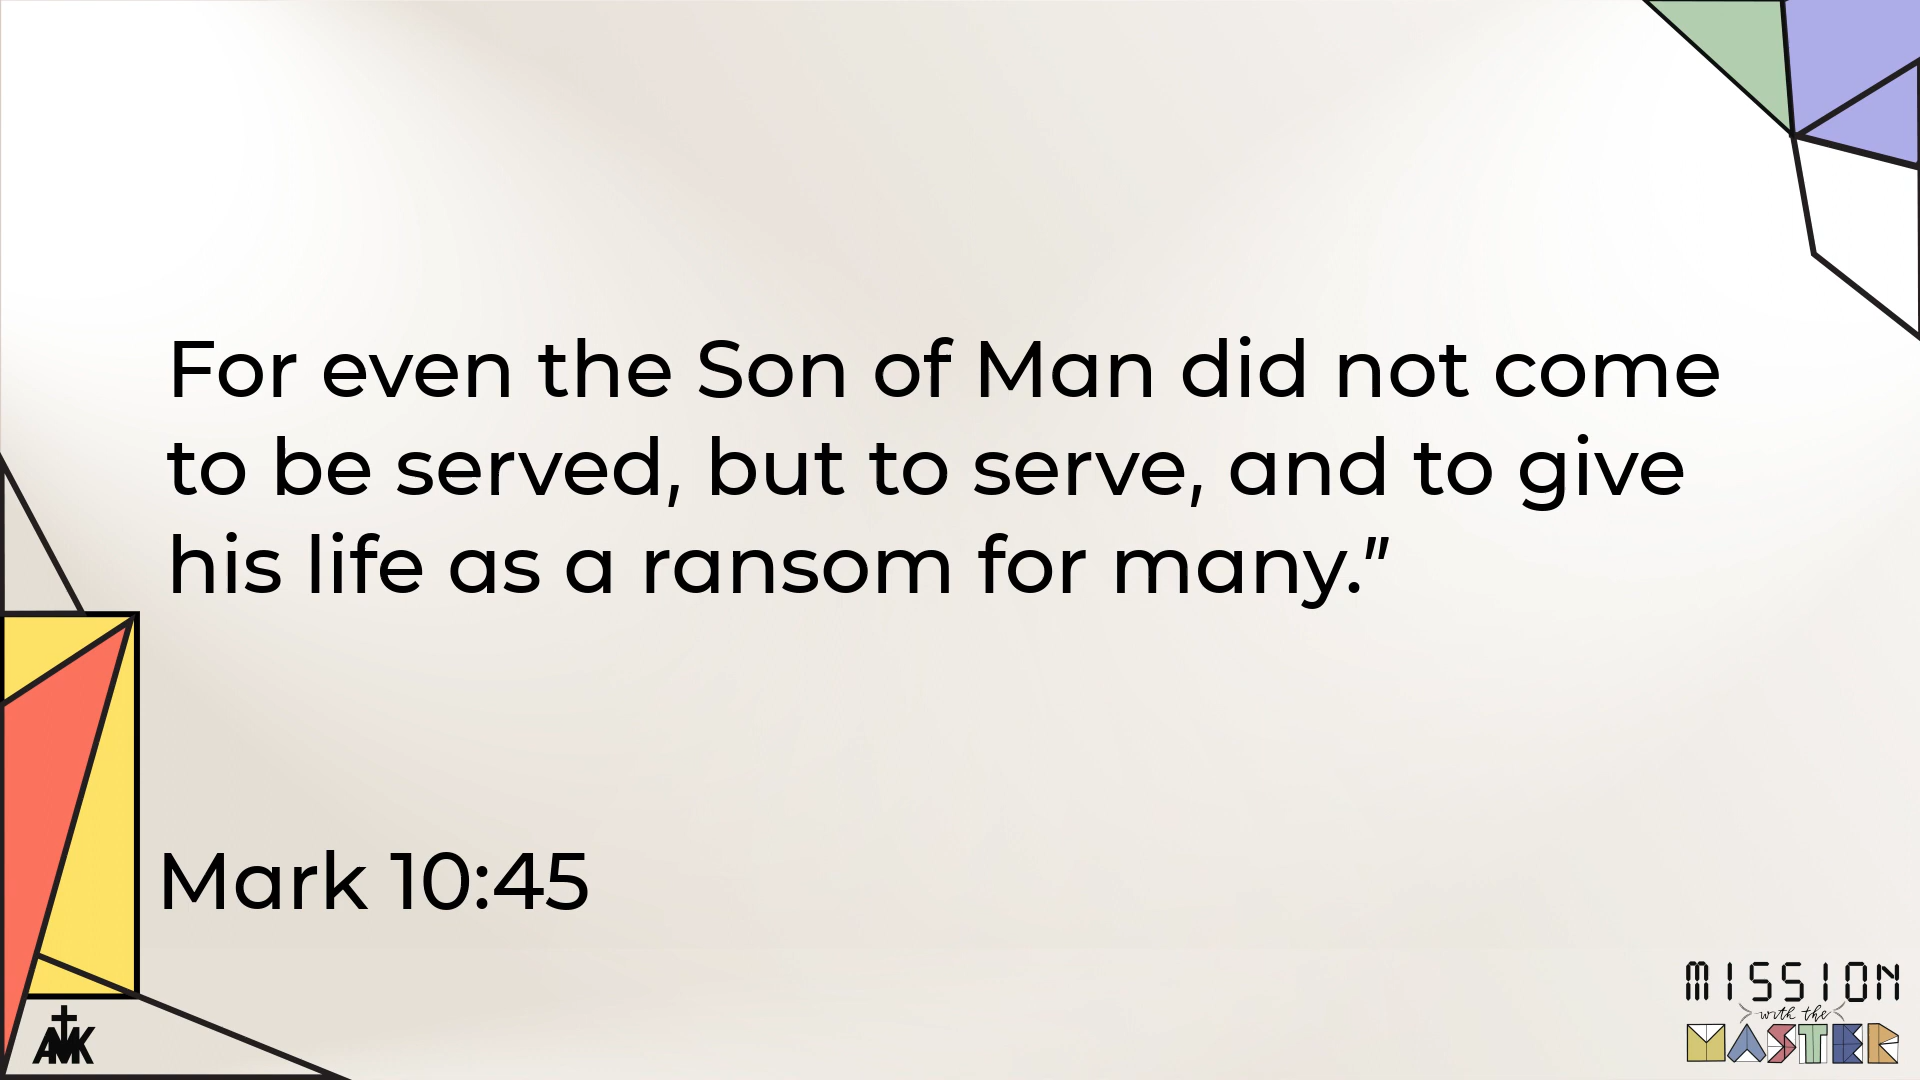 For even the Son of Man did not come
to be served, but to serve, and to give
his life as a ransom for many.”
Mark 10:45
AMK
MISSION
with the
MASTER